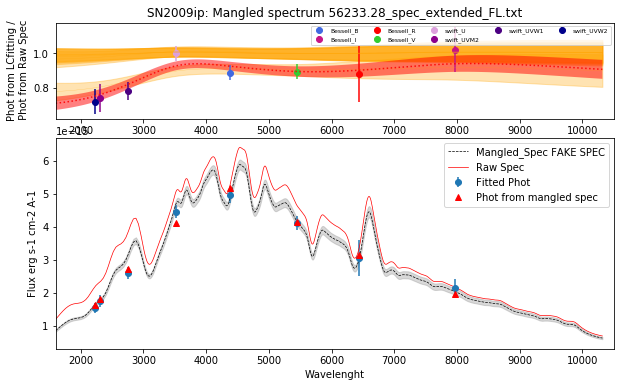 SN2009ip: Mangled spectrum 56233.28_spec_extended_FL.txt
Phot from LCfitting /
Phot from Raw Spec
1.0
0.8
Bessell_B
Bessell_I
Bessell_R
Bessell_V
swift_U
swift_UVM2
swift_UVW1
swift_UVW2
2000 3000 4000 5000 6000 7000 8000 9000 10000
Flux erg s-1 cm-2 A-1
6
5
4
3
2
1
Mangled_Spec FAKE SPEC
Raw Spec
Fitted Phot
Phot from mangled spec
2000 3000 4000 5000 6000 7000 8000 9000 10000
Wavelenght